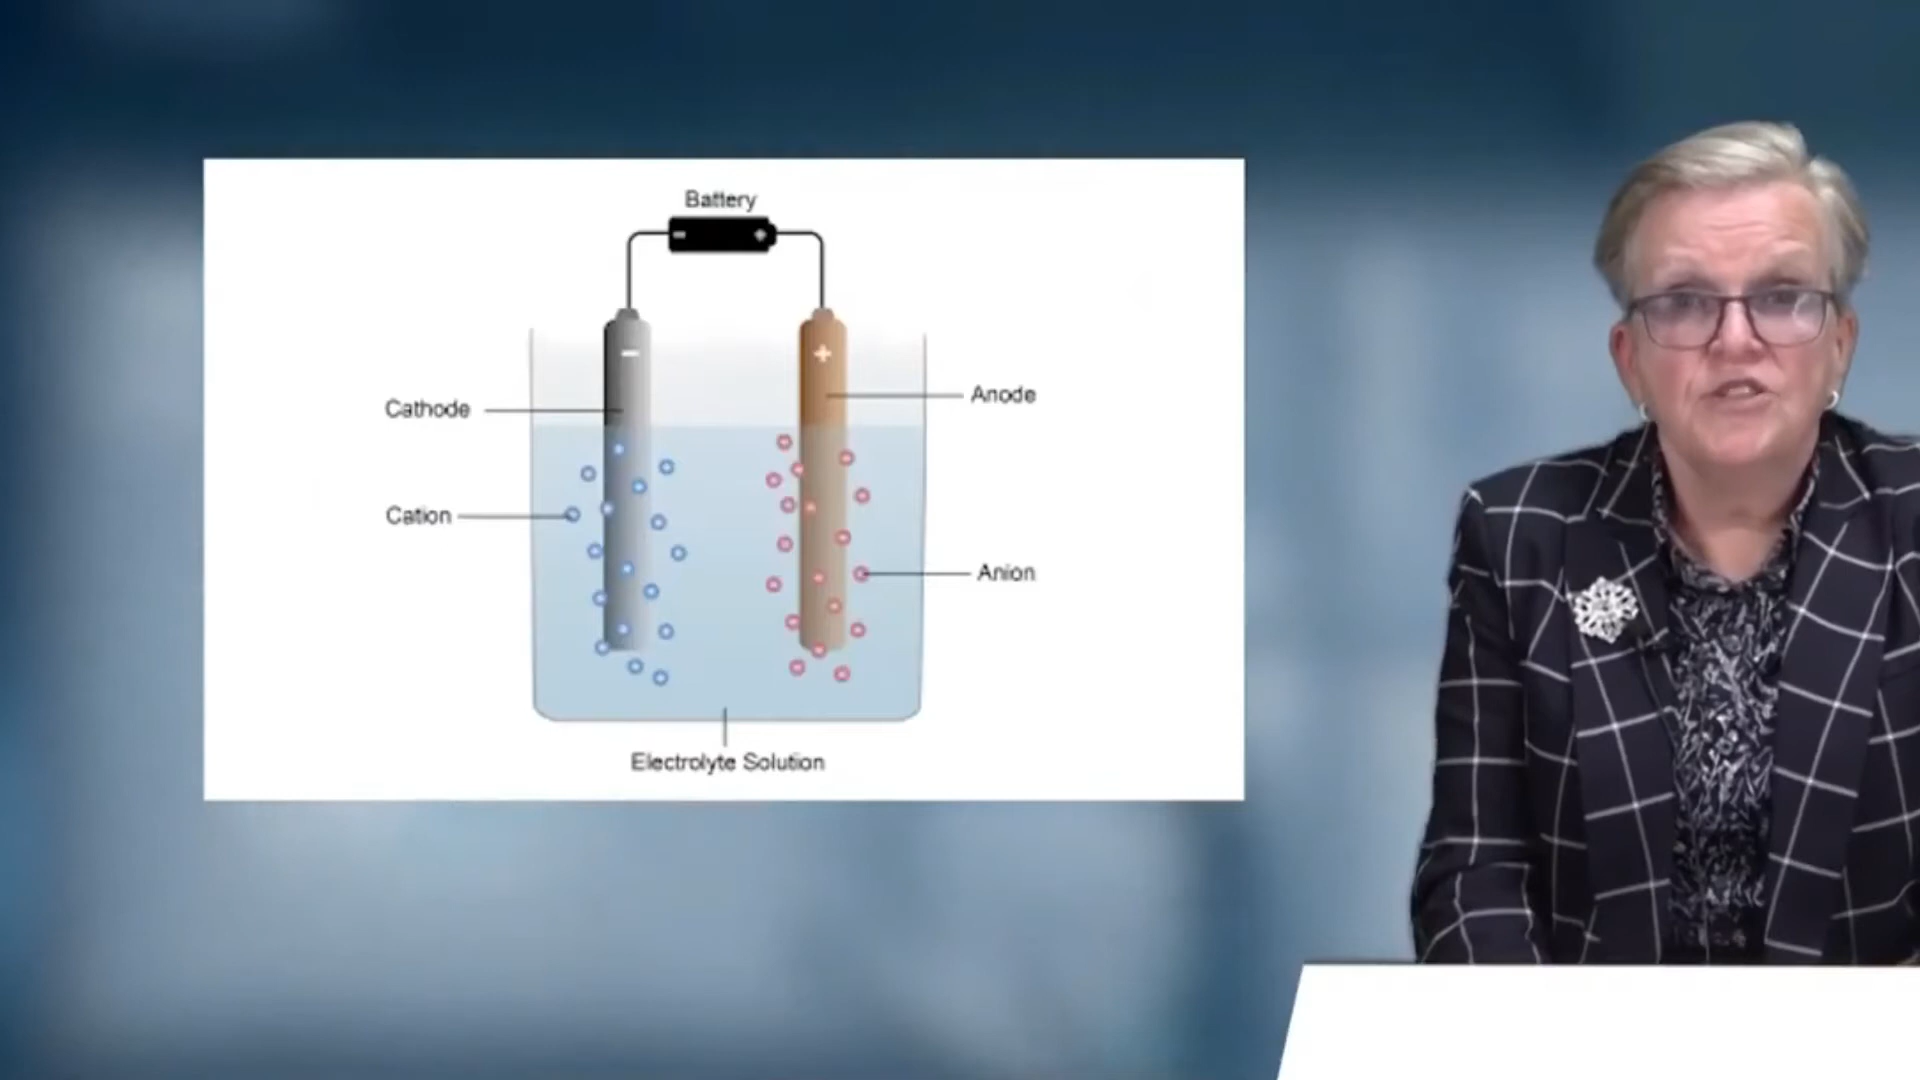 Battery
Cathode
Anode
Cation
Anion
Electrolyte Solution